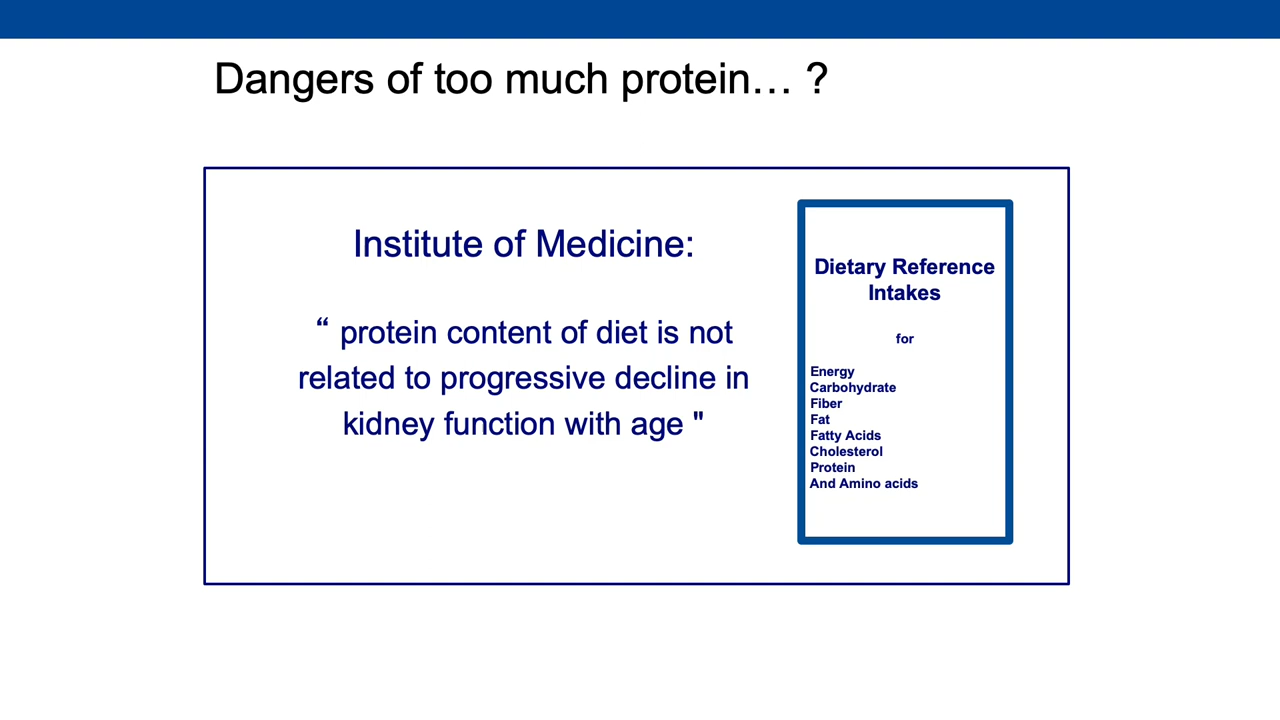 Dangers of too much protein… ?
Institute of Medicine:
“ protein content of diet is not
related to progressive decline in
kidney function with age "
Dietary Reference
Intakes
for
Energy
Carbohydrate
Fiber
Fat
Fatty Acids
Cholesterol
Protein
And Amino acids